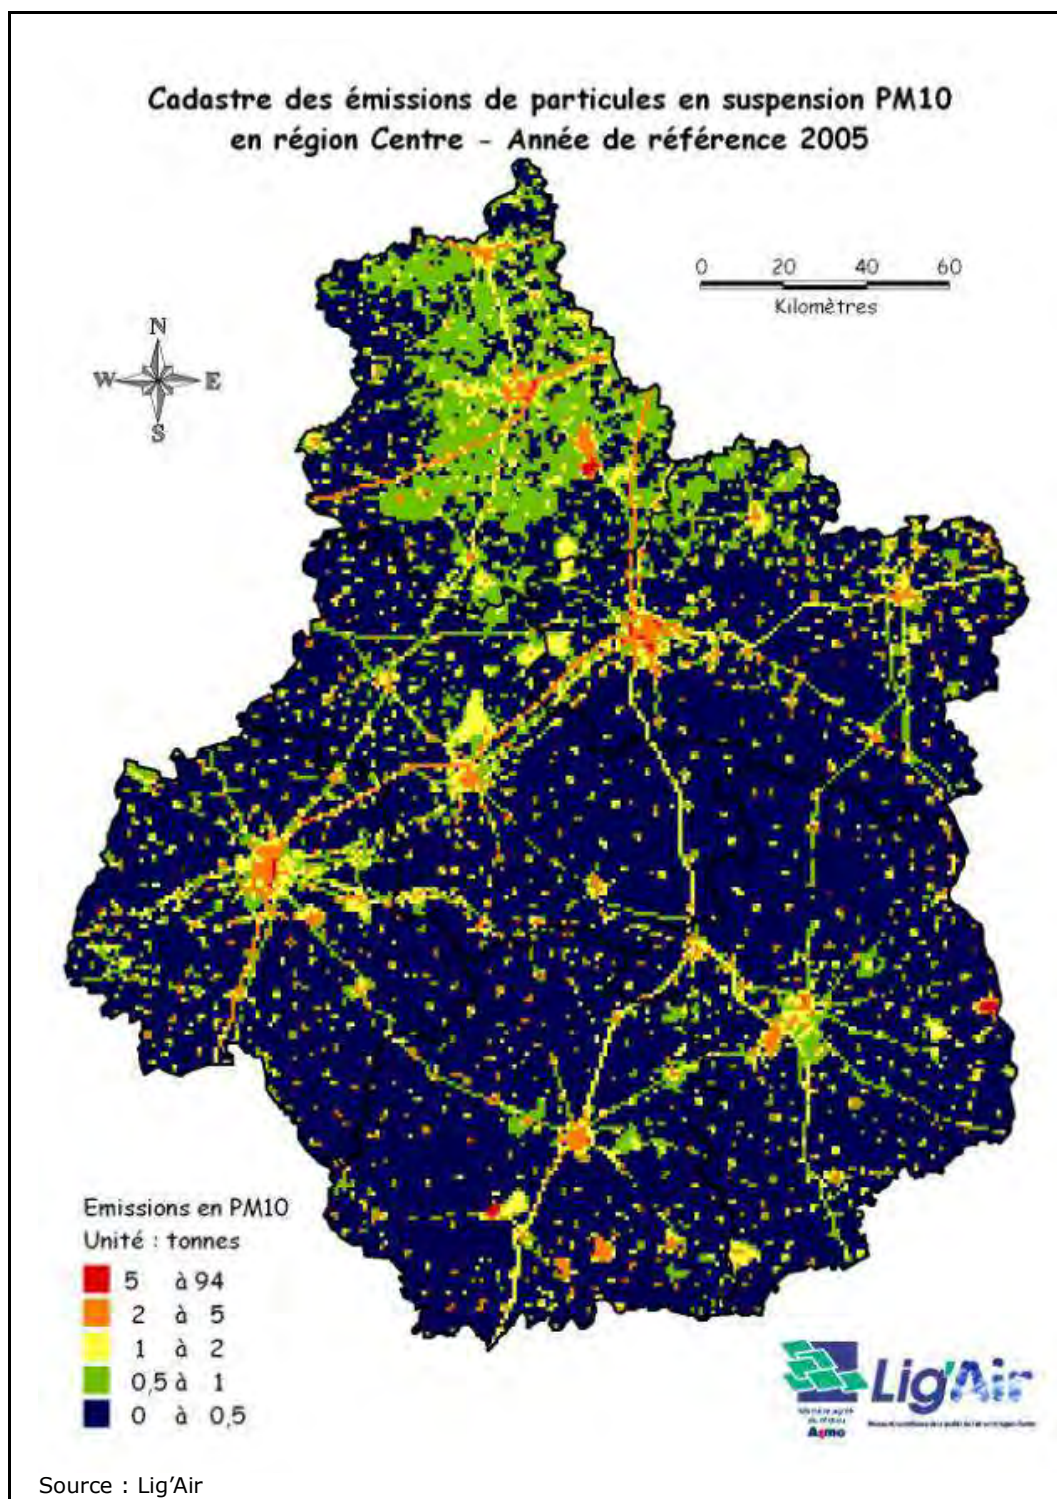 Cadastre des émissions de particules en suspension PM10
en région Centre - Année de référence 2005
0 20 40 60
Kilomètres
N
W E
S
Emissions en PM10
Unité : tonnes
5 à 94
2 à 5
1 à 2
0,5 à 1
0 à 0,5
Lig'Air
Atmo
Source : Lig'Air